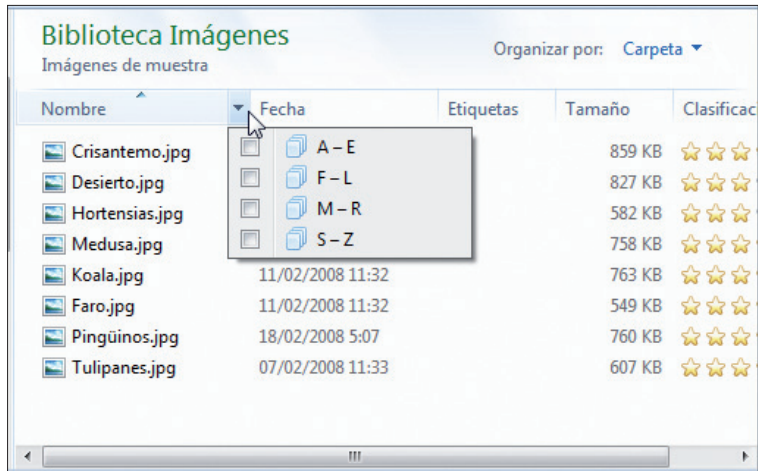 Biblioteca Imágenes
Imágenes de muestra
Organizar por: Carpeta
Nombre Fecha Etiquetas Tamaño Clasificac
Crisantemo.jpg 859 KB
Desierto.jpg 827 KB
Hortensias.jpg 582 KB
Medusa.jpg 758 KB
A – E
F – L
M – R
S – Z
Koala.jpg 11/02/2008 11:32 763 KB
Faro.jpg 11/02/2008 11:32 549 KB
Pingüinos.jpg 18/02/2008 5:07 760 KB
Tulipanes.jpg 07/02/2008 11:33 607 KB